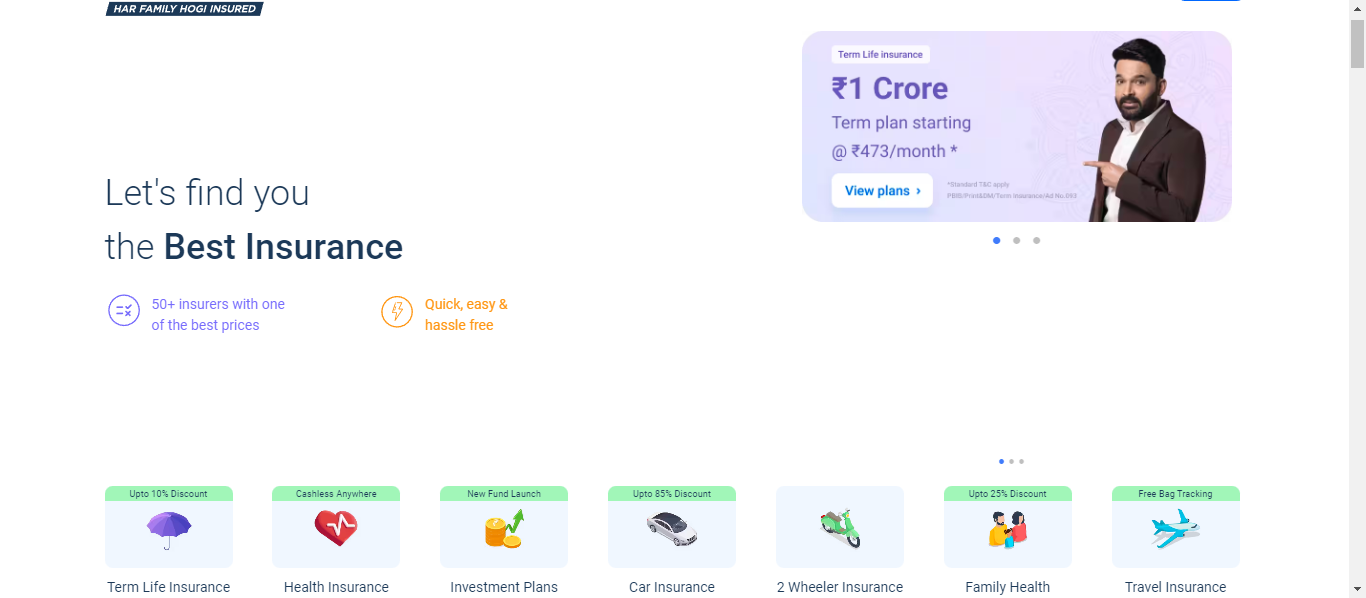 HAR FAMILY HOGI INSURED
Term Life insurance
₹1 Crore
Term plan starting
@ ₹473/month *
View plans ›
*Standard T&C apply
PBIB/Print&DM/Term Insurance/Ad No.593
Let's find you
the Best Insurance
50+ insurers with one
of the best prices
Quick, easy &
hassle free
Upto 10% Discount
Term Life Insurance
Cashless Anywhere
Health Insurance
New Fund Launch
Investment Plans
Upto 85% Discount
Car Insurance
2 Wheeler Insurance
Upto 25% Discount
Family Health
Free Bag Tracking
Travel Insurance